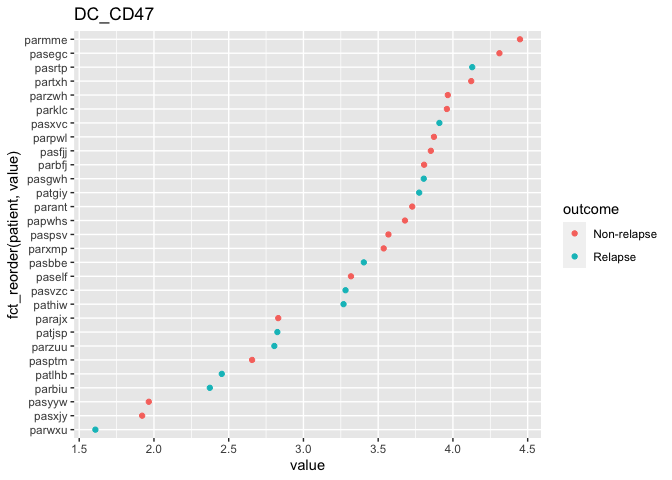 DC_CD47
parmme
pasegc
pasrtp
partxh
parzwh
parklc
pasxvc
parpwl
pasfjj
parbfj
pasgwh
patgiy
parant
papwhs
paspsv
parxmp
pasbbe
paself
pasvzc
pathiw
parajx
patjsp
parzuu
pasptm
patlhb
parbiu
pasyyw
pasxjy
parwxu
fct_reorder(patient, value)
1.5 2.0 2.5 3.0 3.5 4.0 4.5
value
outcome
Non-relapse
Relapse